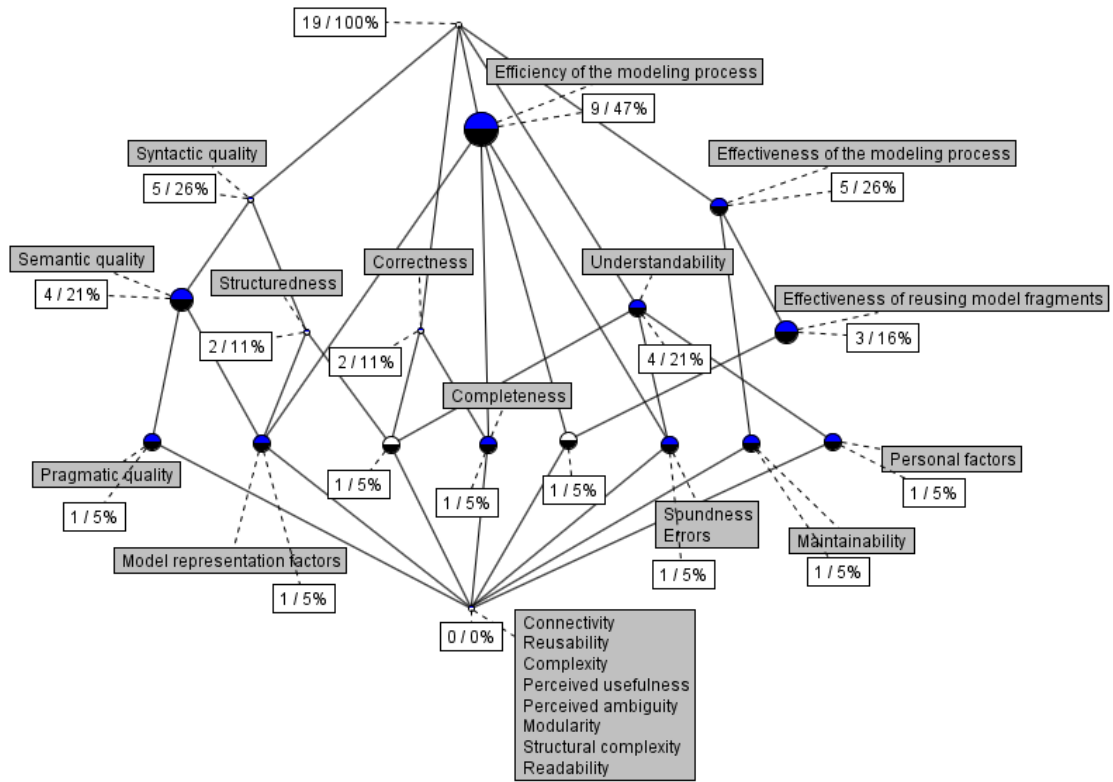 19 / 100%
Efficiency of the modeling process
9 / 47%
Syntactic quality
5 / 26%
Effectiveness of the modeling process
5 / 26%
Semantic quality
4 / 21%
Structuredness
2 / 11%
Correctness
2 / 11%
Understandability
4 / 21%
Effectiveness of reusing model fragments
3 / 16%
Completeness
1 / 5%
Pragmatic quality
1 / 5%
Model representation factors
1 / 5%
1 / 5%
1 / 5%
Soundness
Errors
1 / 5%
Maintainability
1 / 5%
Personal factors
1 / 5%
0 / 0%
Connectivity
Reusability
Complexity
Perceived usefulness
Perceived ambiguity
Modularity
Structural complexity
Readability